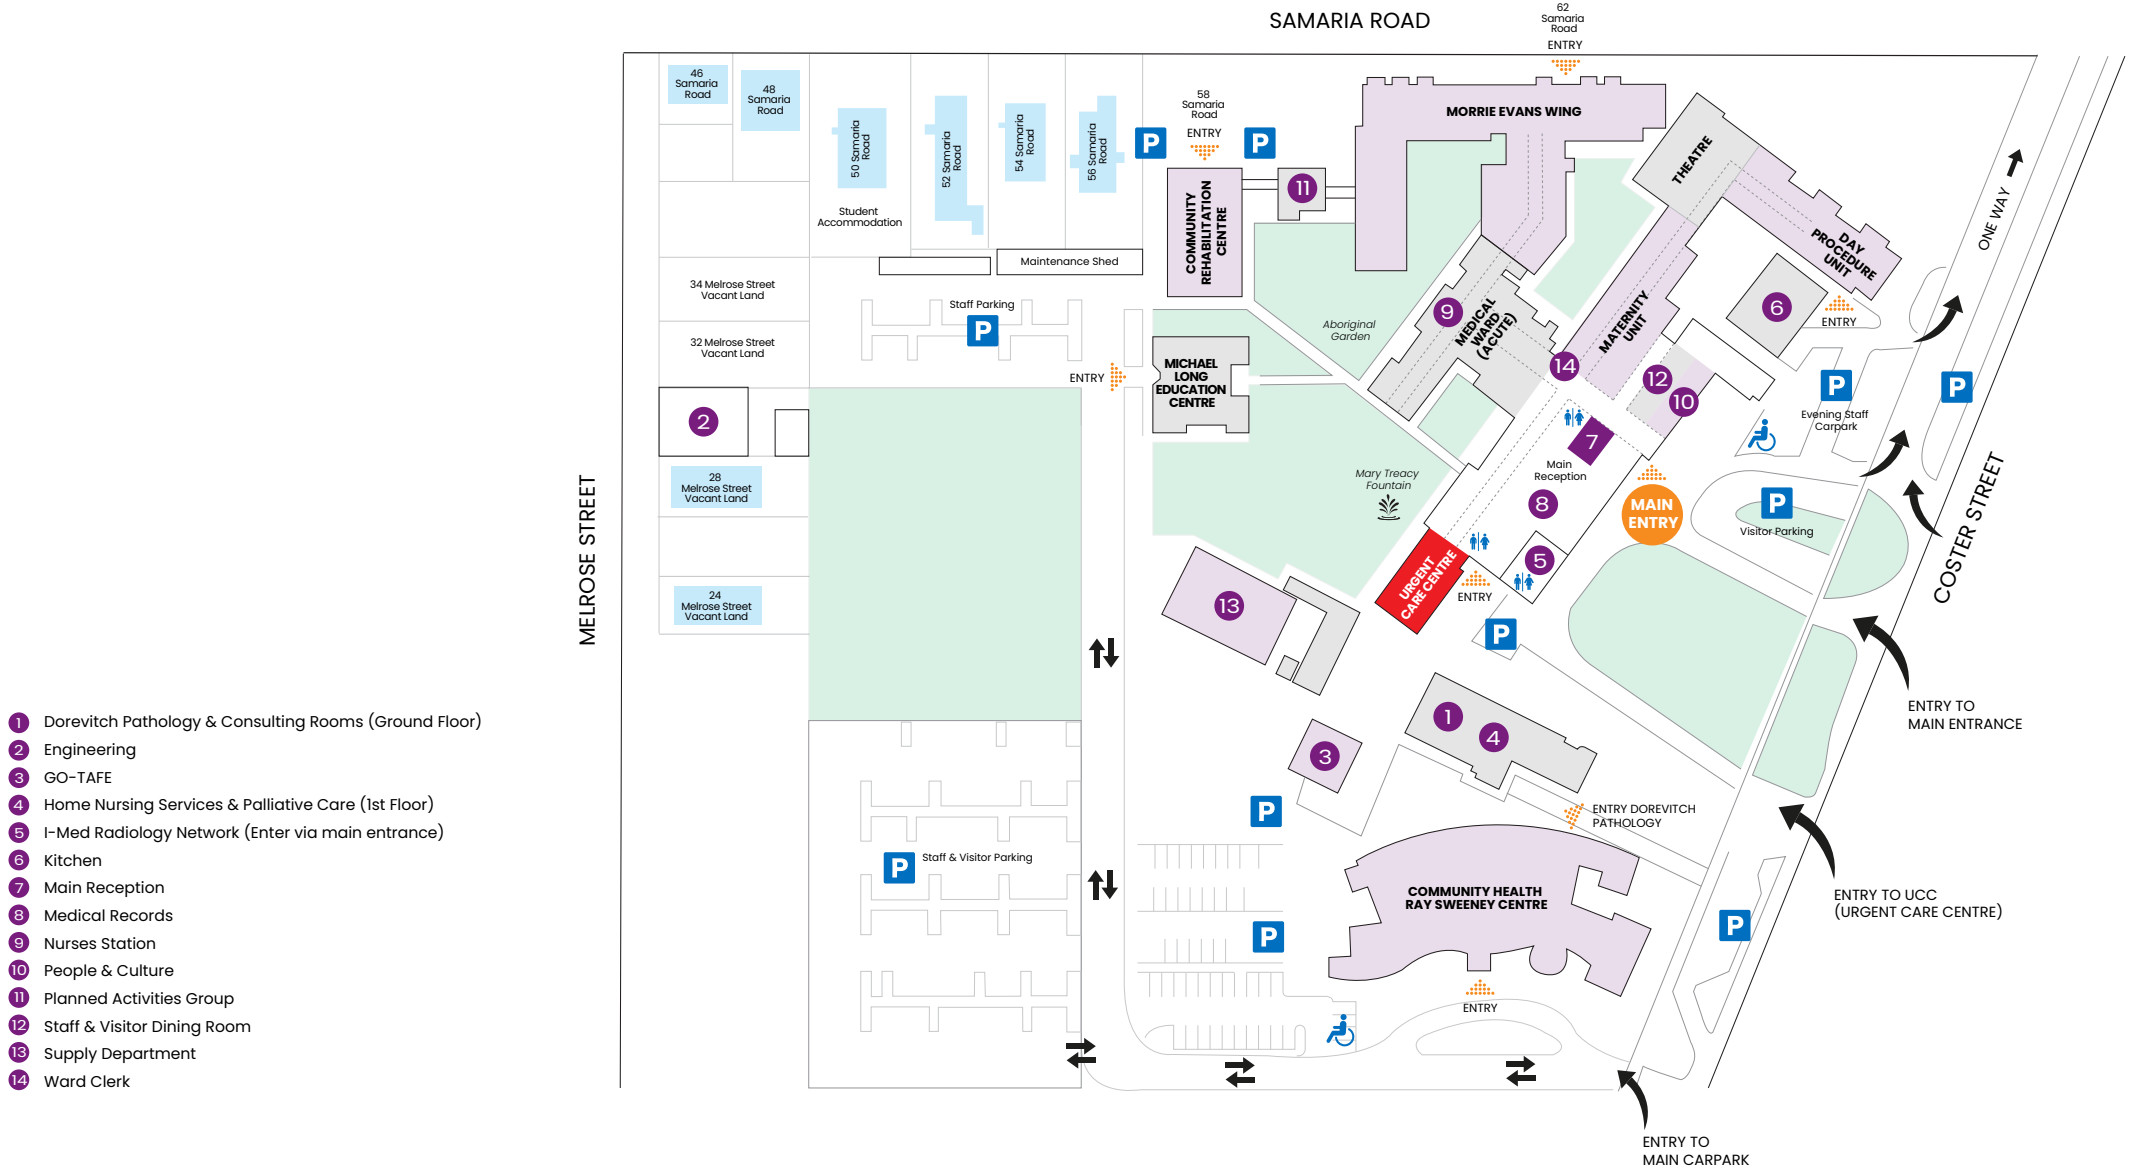 SAMARIA ROAD
62
Samaria
Road
ENTRY
46
Samaria
Road
48
Samaria
Road
50 Samaria
Road
52 Samaria
Road
54 Samaria
Road
56 Samaria
Road
Student
Accommodation
P
58
Samaria
Road
ENTRY
P
MORRIE EVANS WING
THEATRE
DAY
PROCEDURE
UNIT
ONE WAY
COMMUNITY
REHABILITATION
CENTRE
11
Maintenance Shed
34 Melrose Street
Vacant Land
32 Melrose Street
Vacant Land
Staff Parking
P
ENTRY
MICHAEL
LONG
EDUCATION
CENTRE
Aboriginal
Garden
9
MEDICAL
WARD
(ACUTE)
MATERNITY
UNIT
6
ENTRY
14
12
10
P
Evening Staff
Carpark
P
2
28
Melrose Street
Vacant Land
24
Melrose Street
Vacant Land
MELROSE STREET
7
Main
Reception
8
Mary Treacy
Fountain
MAIN
ENTRY
P
Visitor Parking
COSTER STREET
5
URGENT
CARE CENTRE
ENTRY
P
13
ENTRY TO
MAIN ENTRANCE
1
4
3
P
ENTRY DOREVITCH
PATHOLOGY
P
Staff & Visitor Parking
COMMUNITY HEALTH
RAY SWEENEY CENTRE
P
P
ENTRY TO UCC
(URGENT CARE CENTRE)
ENTRY
ENTRY TO
MAIN CARPARK
1 Dorevitch Pathology & Consulting Rooms (Ground Floor)
2 Engineering
3 GO-TAFE
4 Home Nursing Services & Palliative Care (1st Floor)
5 I-Med Radiology Network (Enter via main entrance)
6 Kitchen
7 Main Reception
8 Medical Records
9 Nurses Station
10 People & Culture
11 Planned Activities Group
12 Staff & Visitor Dining Room
13 Supply Department
14 Ward Clerk